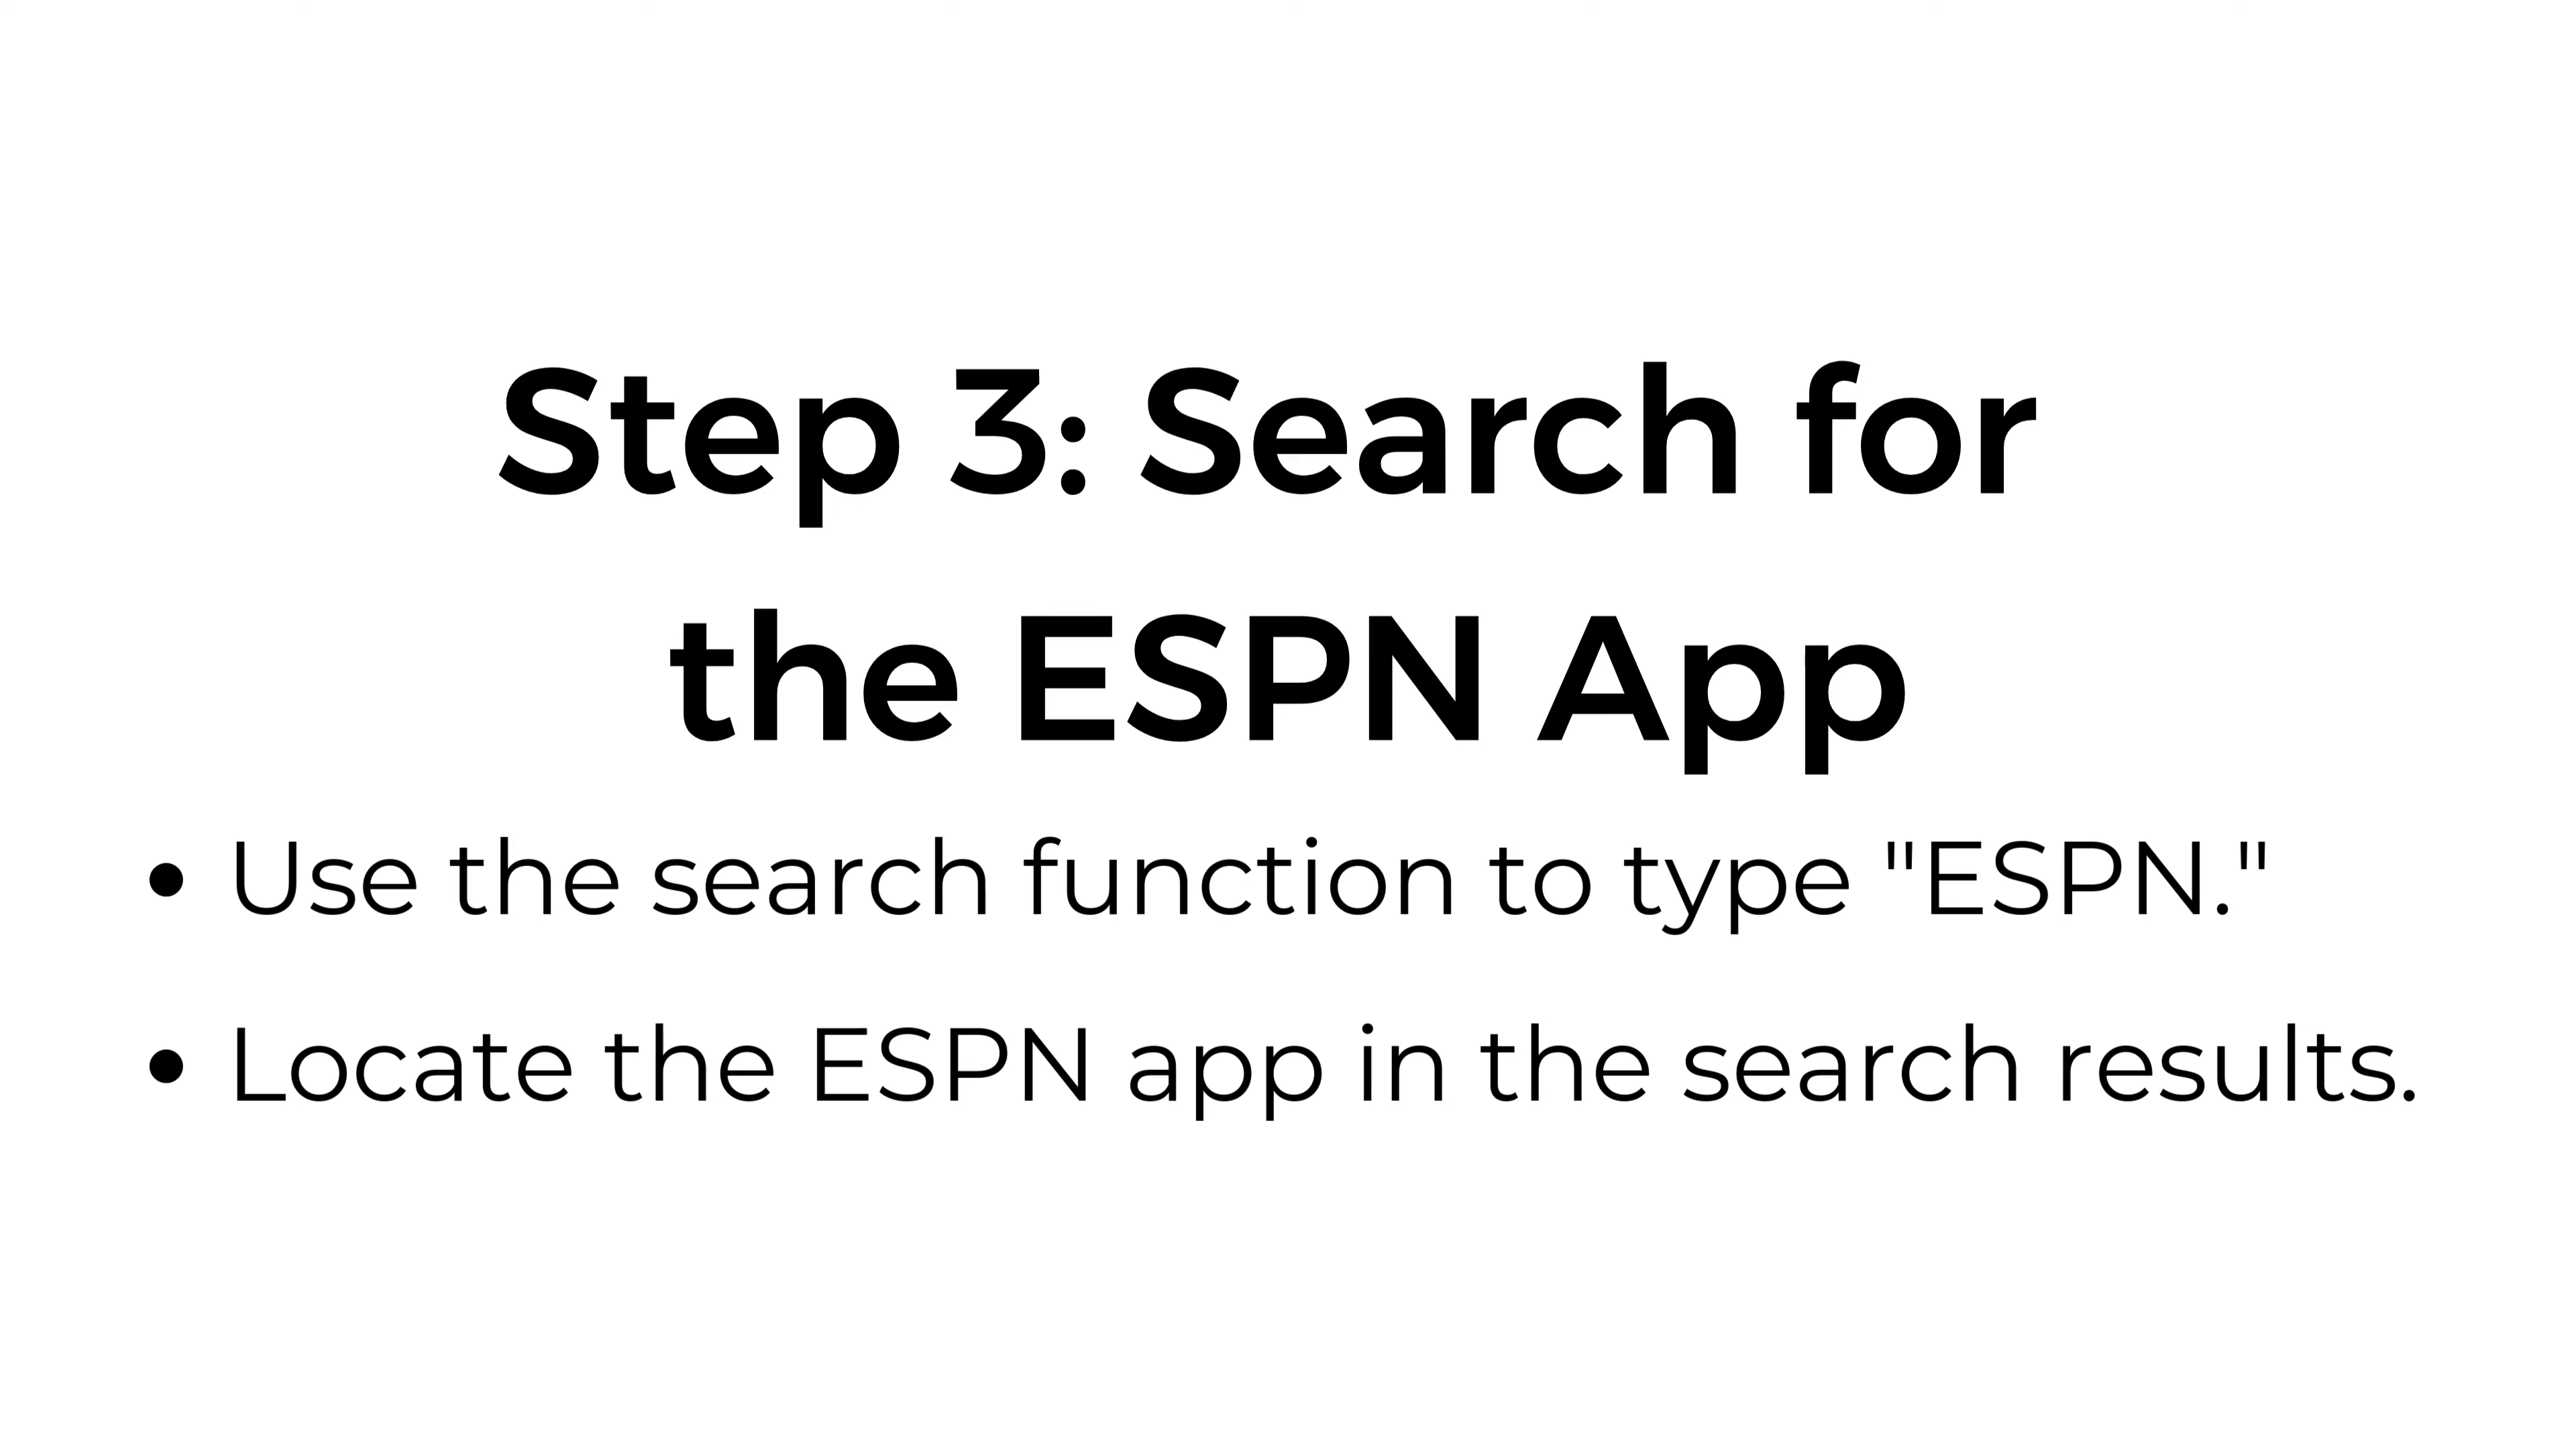 Step 3: Search for
the ESPN App
• Use the search function to type "ESPN."
• Locate the ESPN app in the search results.